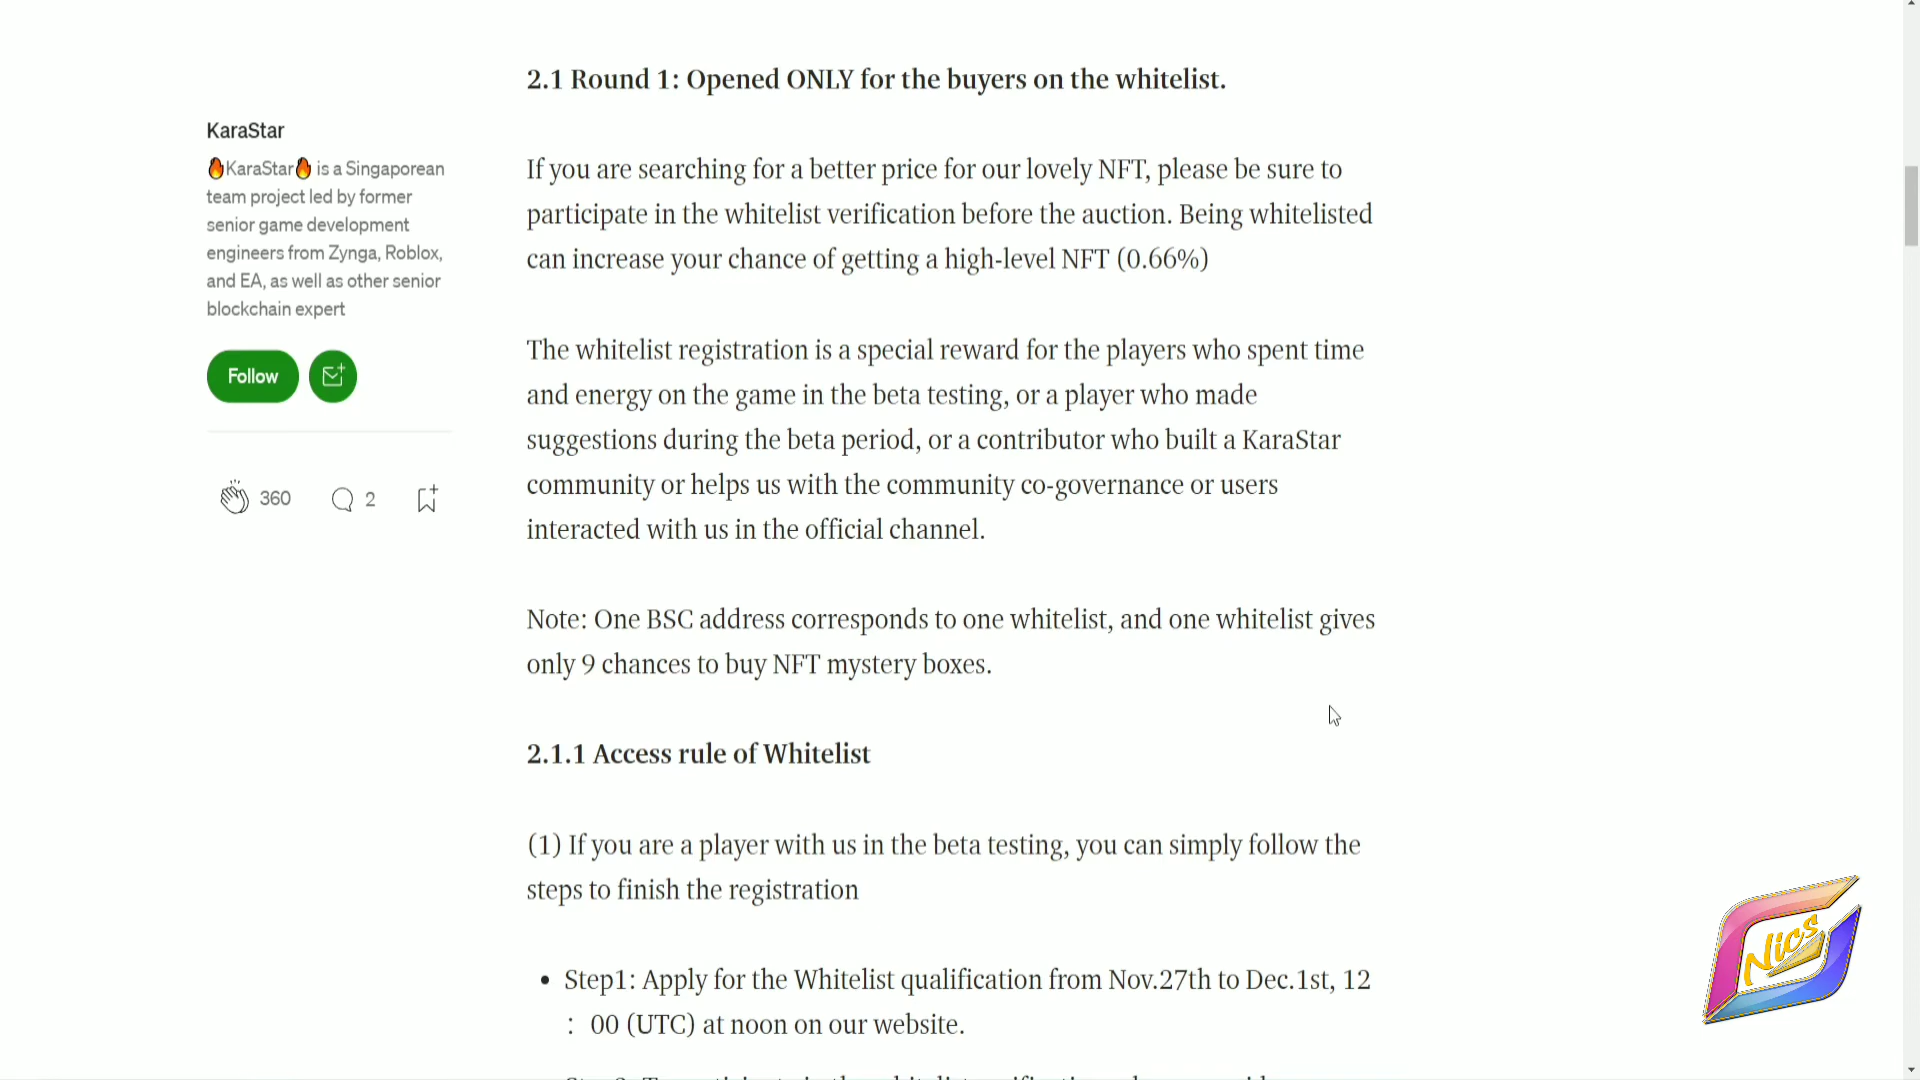 2.1 Round 1: Opened ONLY for the buyers on the whitelist.
KaraStar
🔥KaraStar🔥 is a Singaporean
team project led by former
senior game development
engineers from Zynga, Roblox,
and EA, as well as other senior
blockchain expert
Follow
360
2
If you are searching for a better price for our lovely NFT, please be sure to
participate in the whitelist verification before the auction. Being whitelisted
can increase your chance of getting a high-level NFT (0.66%)
The whitelist registration is a special reward for the players who spent time
and energy on the game in the beta testing, or a player who made
suggestions during the beta period, or a contributor who built a KaraStar
community or helps us with the community co-governance or users
interacted with us in the official channel.
Note: One BSC address corresponds to one whitelist, and one whitelist gives
only 9 chances to buy NFT mystery boxes.
2.1.1 Access rule of Whitelist
(1) If you are a player with us in the beta testing, you can simply follow the
steps to finish the registration
• Step1: Apply for the Whitelist qualification from Nov.27th to Dec.1st, 12
： 00 (UTC) at noon on our website.
Nics